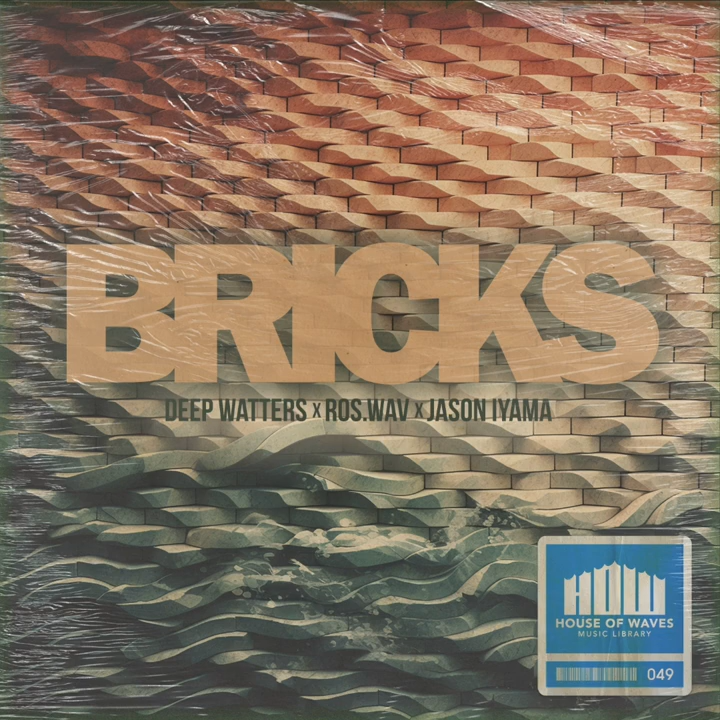 BRICKS
DEEP WATTERS x ROS.WAV x JASON IYAMA
HOW
HOUSE OF WAVES
MUSIC LIBRARY
049